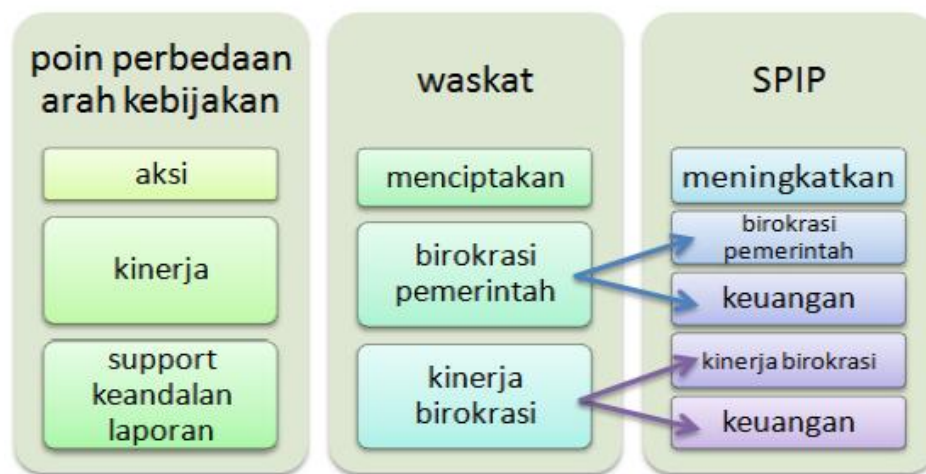 poin perbedaan
arah kebijakan
aksi
kinerja
support
keandalan
laporan
waskat
menciptakan
birokrasi
pemerintah
kinerja
birokrasi
SPIP
meningkatkan
birokrasi
pemerintah
keuangan
kinerja birokrasi
keuangan